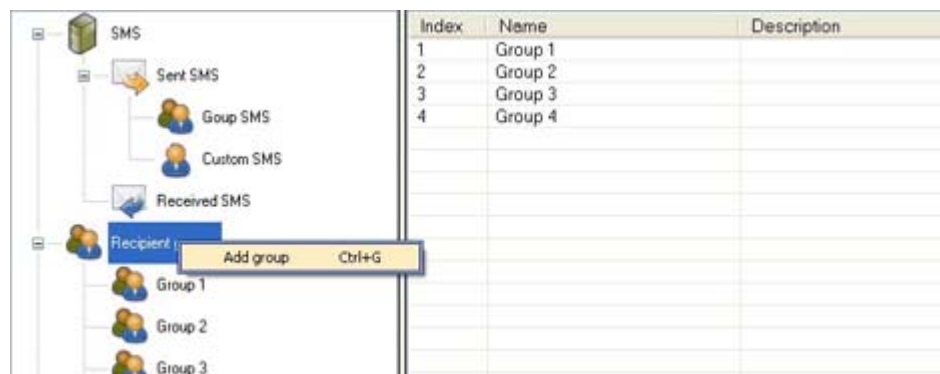 SMS
Sent SMS
Goup SMS
Custom SMS
Received SMS
Recipient
Add group Ctrl+G
Group 1
Group 2
Group 3
Index Name Description
1 Group 1
2 Group 2
3 Group 3
4 Group 4